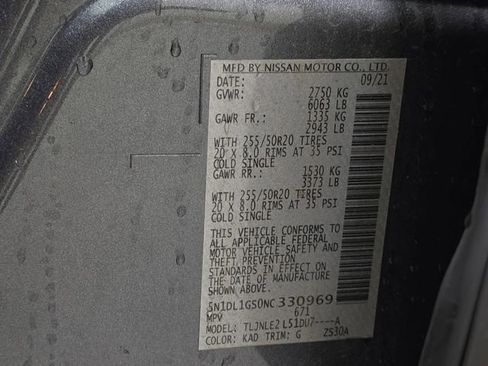 MFD BY NISSAN MOTOR CO., LTD.
DATE: 09/21
GVWR: 2750 KG
6063 LB
GAWR FR.: 1335 KG
2943 LB
WITH 255/50R20 TIRES
20 X 8.0 RIMS AT 35 PSI
COLD SINGLE
GAWR RR.: 1530 KG
3373 LB
WITH 255/50R20 TIRES
20 X 8.0 RIMS AT 35 PSI
COLD SINGLE
THIS VEHICLE CONFORMS TO
ALL APPLICABLE FEDERAL
MOTOR VEHICLE SAFETY AND
THEFT PREVENTION
STANDARDS IN EFFECT ON
THE DATE OF MANUFACTURE
SHOWN ABOVE.
5N1DL1GS0NC330969
MPV 671
MODEL: TLJNLE2 L51DU7----A
COLOR: KAD TRIM: G ZS30A